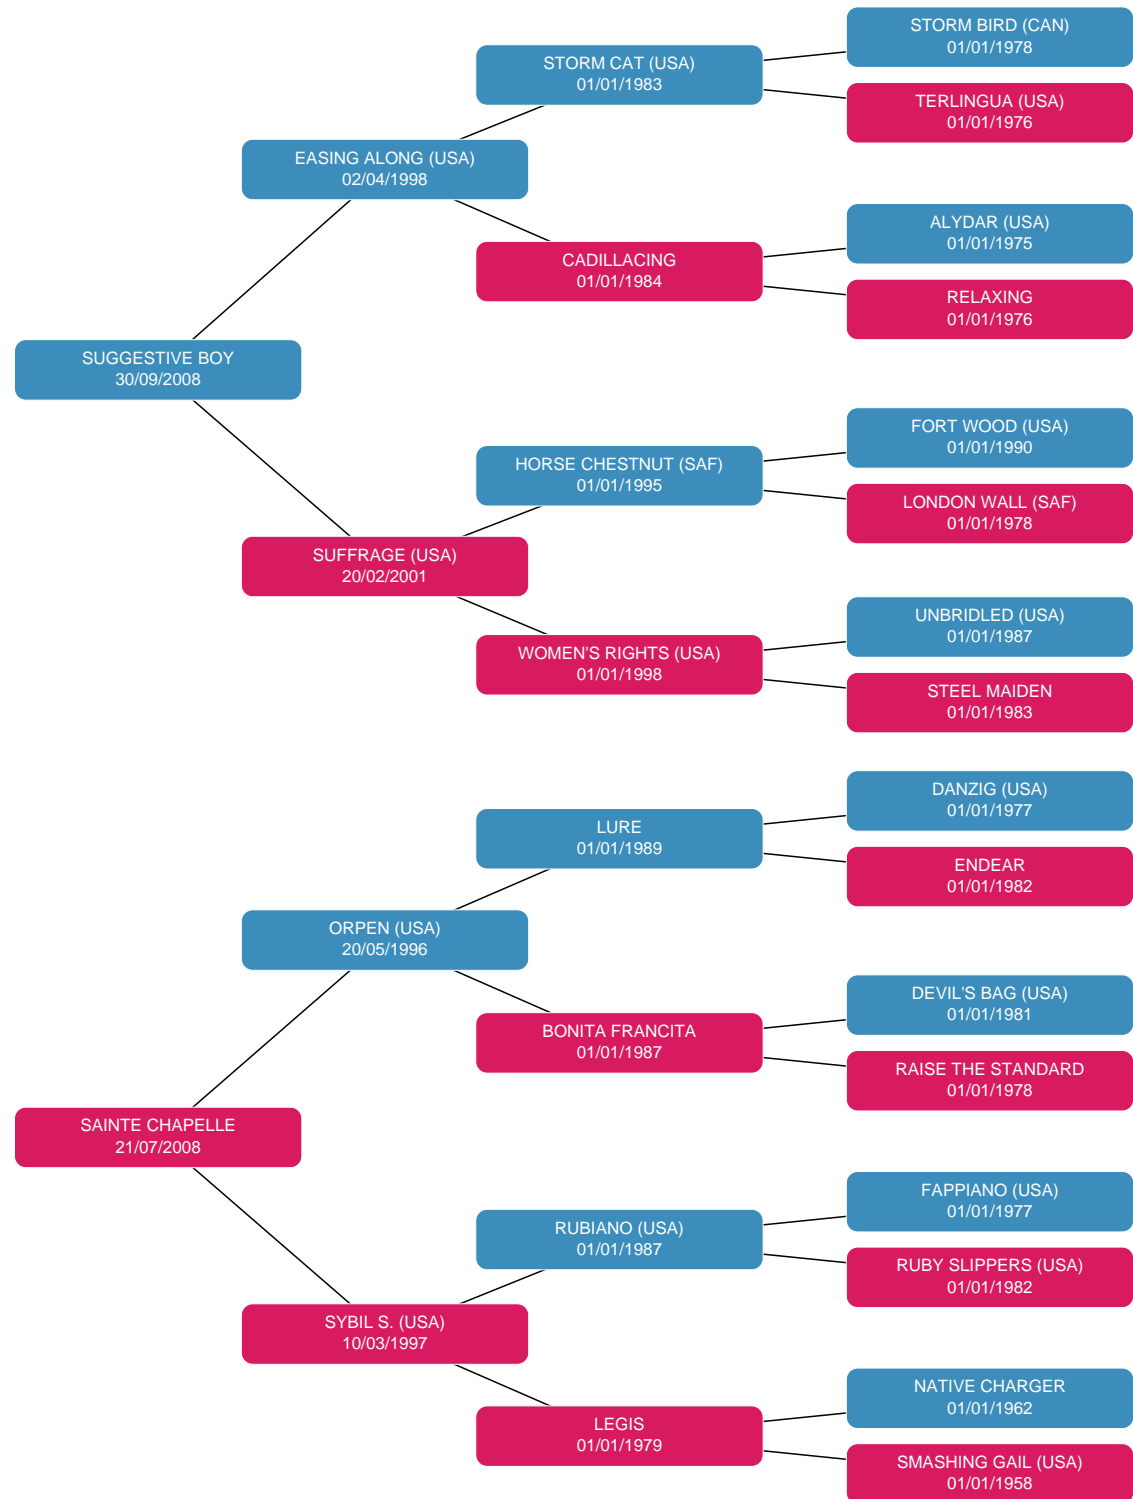 STORM BIRD (CAN)
01/01/1978
STORM CAT (USA)
01/01/1983
TERLINGUA (USA)
01/01/1976
EASING ALONG (USA)
02/04/1998
ALYDAR (USA)
01/01/1975
CADILLACING
01/01/1984
RELAXING
01/01/1976
SUGGESTIVE BOY
30/09/2008
FORT WOOD (USA)
01/01/1990
HORSE CHESTNUT (SAF)
01/01/1995
LONDON WALL (SAF)
01/01/1978
SUFFRAGE (USA)
20/02/2001
UNBRIDLED (USA)
01/01/1987
WOMEN'S RIGHTS (USA)
01/01/1998
STEEL MAIDEN
01/01/1983
DANZIG (USA)
01/01/1977
LURE
01/01/1989
ENDEAR
01/01/1982
ORPEN (USA)
20/05/1996
DEVIL'S BAG (USA)
01/01/1981
BONITA FRANCITA
01/01/1987
RAISE THE STANDARD
01/01/1978
SAINTE CHAPELLE
21/07/2008
FAPPIANO (USA)
01/01/1977
RUBIANO (USA)
01/01/1987
RUBY SLIPPERS (USA)
01/01/1982
SYBIL S. (USA)
10/03/1997
NATIVE CHARGER
01/01/1962
LEGIS
01/01/1979
SMASHING GAIL (USA)
01/01/1958